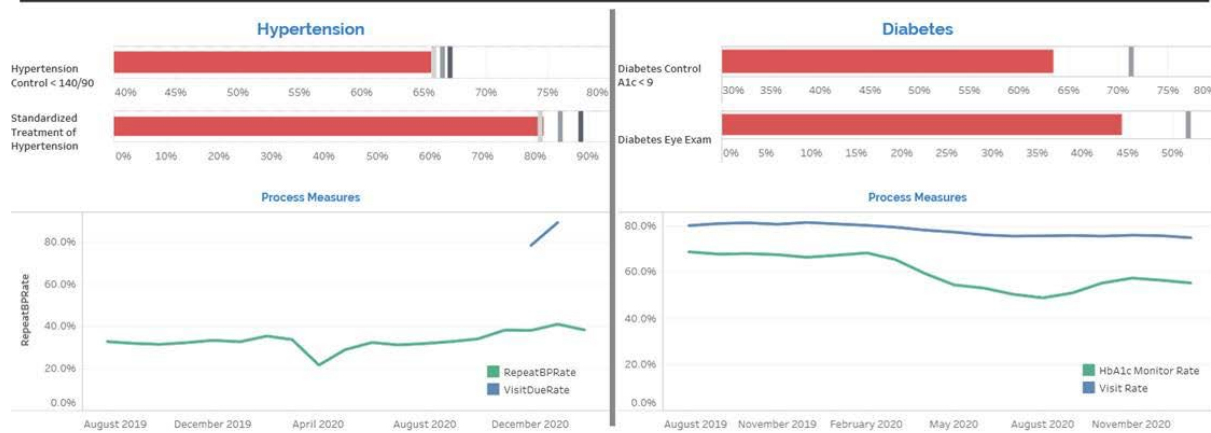 Hypertension
Hypertension
Control < 140/90
40% 45% 50% 55% 60% 65% 70% 75% 80%
Standardized
Treatment of
Hypertension
0% 10% 20% 30% 40% 50% 60% 70% 80% 90%
Process Measures
RepeatBPRate
80.0%
60.0%
40.0%
20.0%
0.0%
RepeatBPRate
VisitDueRate
August 2019 December 2019 April 2020 August 2020 December 2020
Diabetes
Diabetes Control
A1c < 9
30% 35% 40% 45% 50% 55% 60% 65% 70% 75% 80%
Diabetes Eye Exam
0% 5% 10% 15% 20% 25% 30% 35% 40% 45% 50%
Process Measures
80.0%
60.0%
40.0%
20.0%
0.0%
HbA1c Monitor Rate
Visit Rate
August 2019 November 2019 February 2020 May 2020 August 2020 November 2020